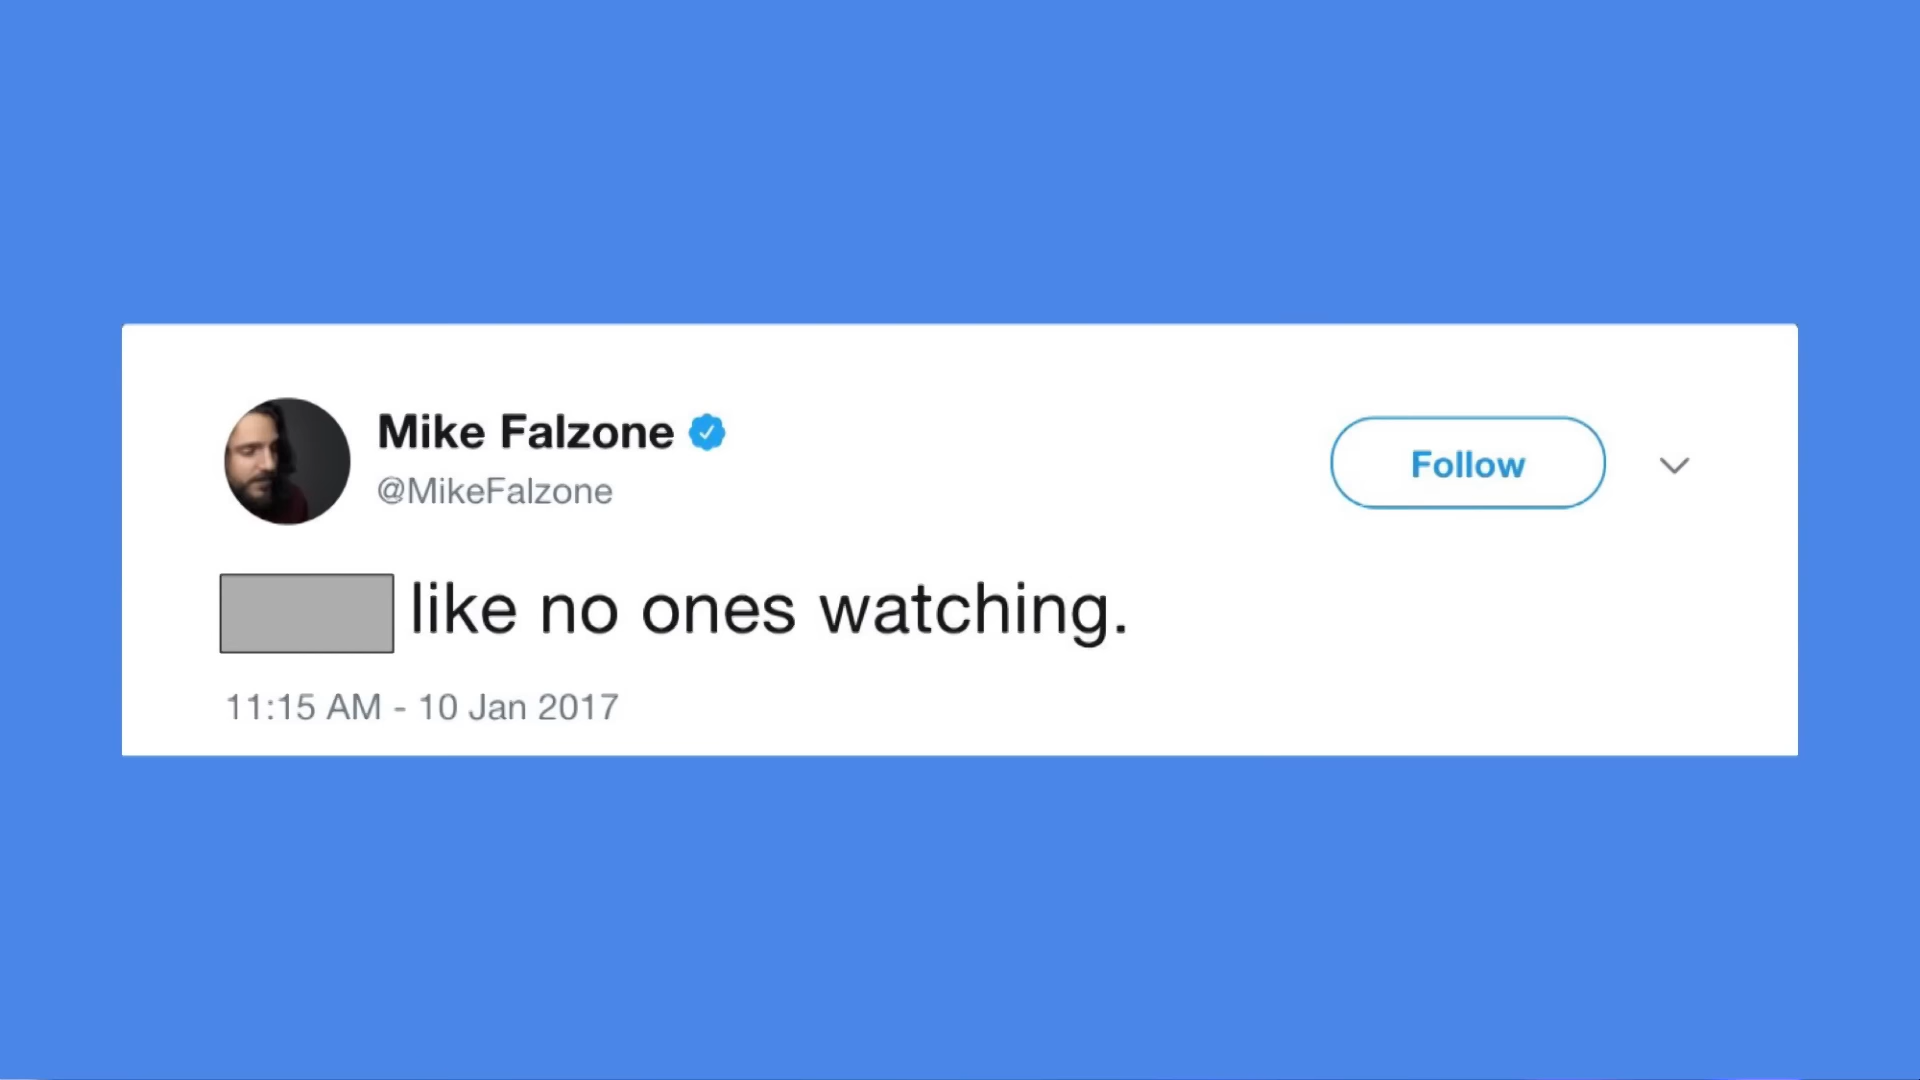 Mike Falzone
@MikeFalzone
Follow
like no ones watching.
11:15 AM - 10 Jan 2017